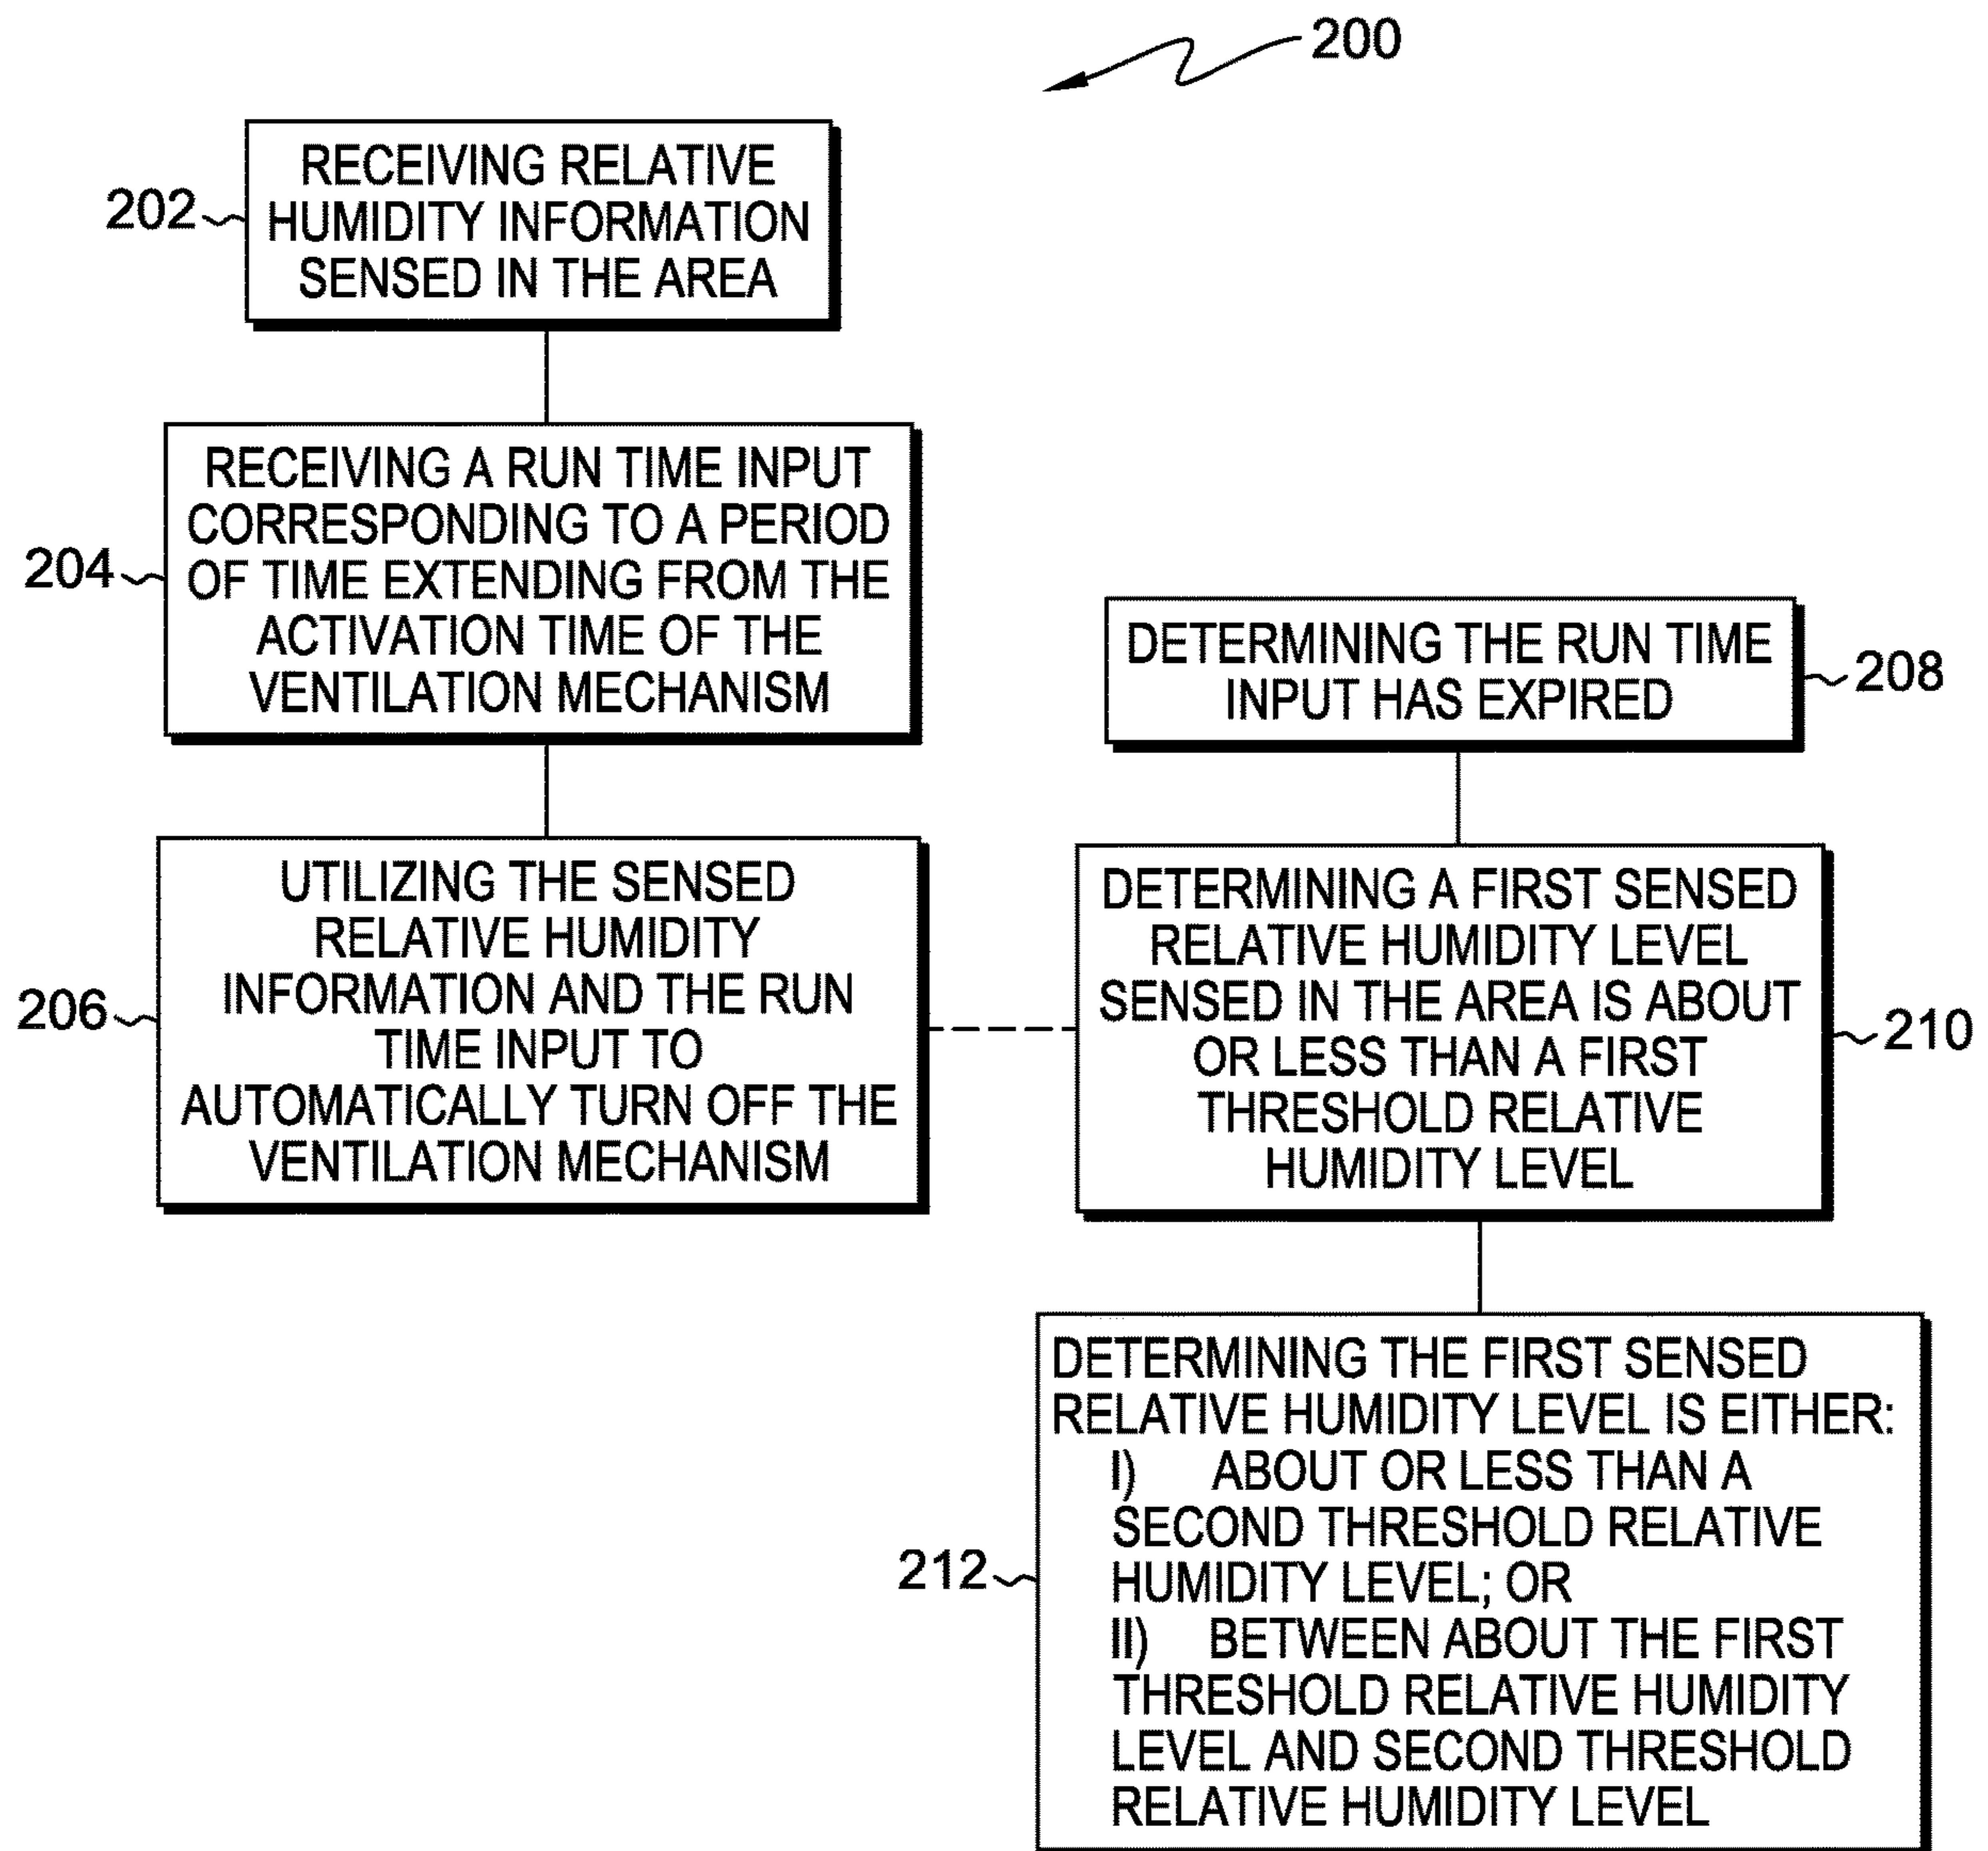 200
202
RECEIVING RELATIVE
HUMIDITY INFORMATION
SENSED IN THE AREA
204
RECEIVING A RUN TIME INPUT
CORRESPONDING TO A PERIOD
OF TIME EXTENDING FROM THE
ACTIVATION TIME OF THE
VENTILATION MECHANISM
206
UTILIZING THE SENSED
RELATIVE HUMIDITY
INFORMATION AND THE RUN
TIME INPUT TO
AUTOMATICALLY TURN OFF THE
VENTILATION MECHANISM
DETERMINING THE RUN TIME
INPUT HAS EXPIRED
208
DETERMINING A FIRST SENSED
RELATIVE HUMIDITY LEVEL
SENSED IN THE AREA IS ABOUT
OR LESS THAN A FIRST
THRESHOLD RELATIVE
HUMIDITY LEVEL
210
212
DETERMINING THE FIRST SENSED
RELATIVE HUMIDITY LEVEL IS EITHER:
I) ABOUT OR LESS THAN A
SECOND THRESHOLD RELATIVE
HUMIDITY LEVEL; OR
II) BETWEEN ABOUT THE FIRST
THRESHOLD RELATIVE HUMIDITY
LEVEL AND SECOND THRESHOLD
RELATIVE HUMIDITY LEVEL